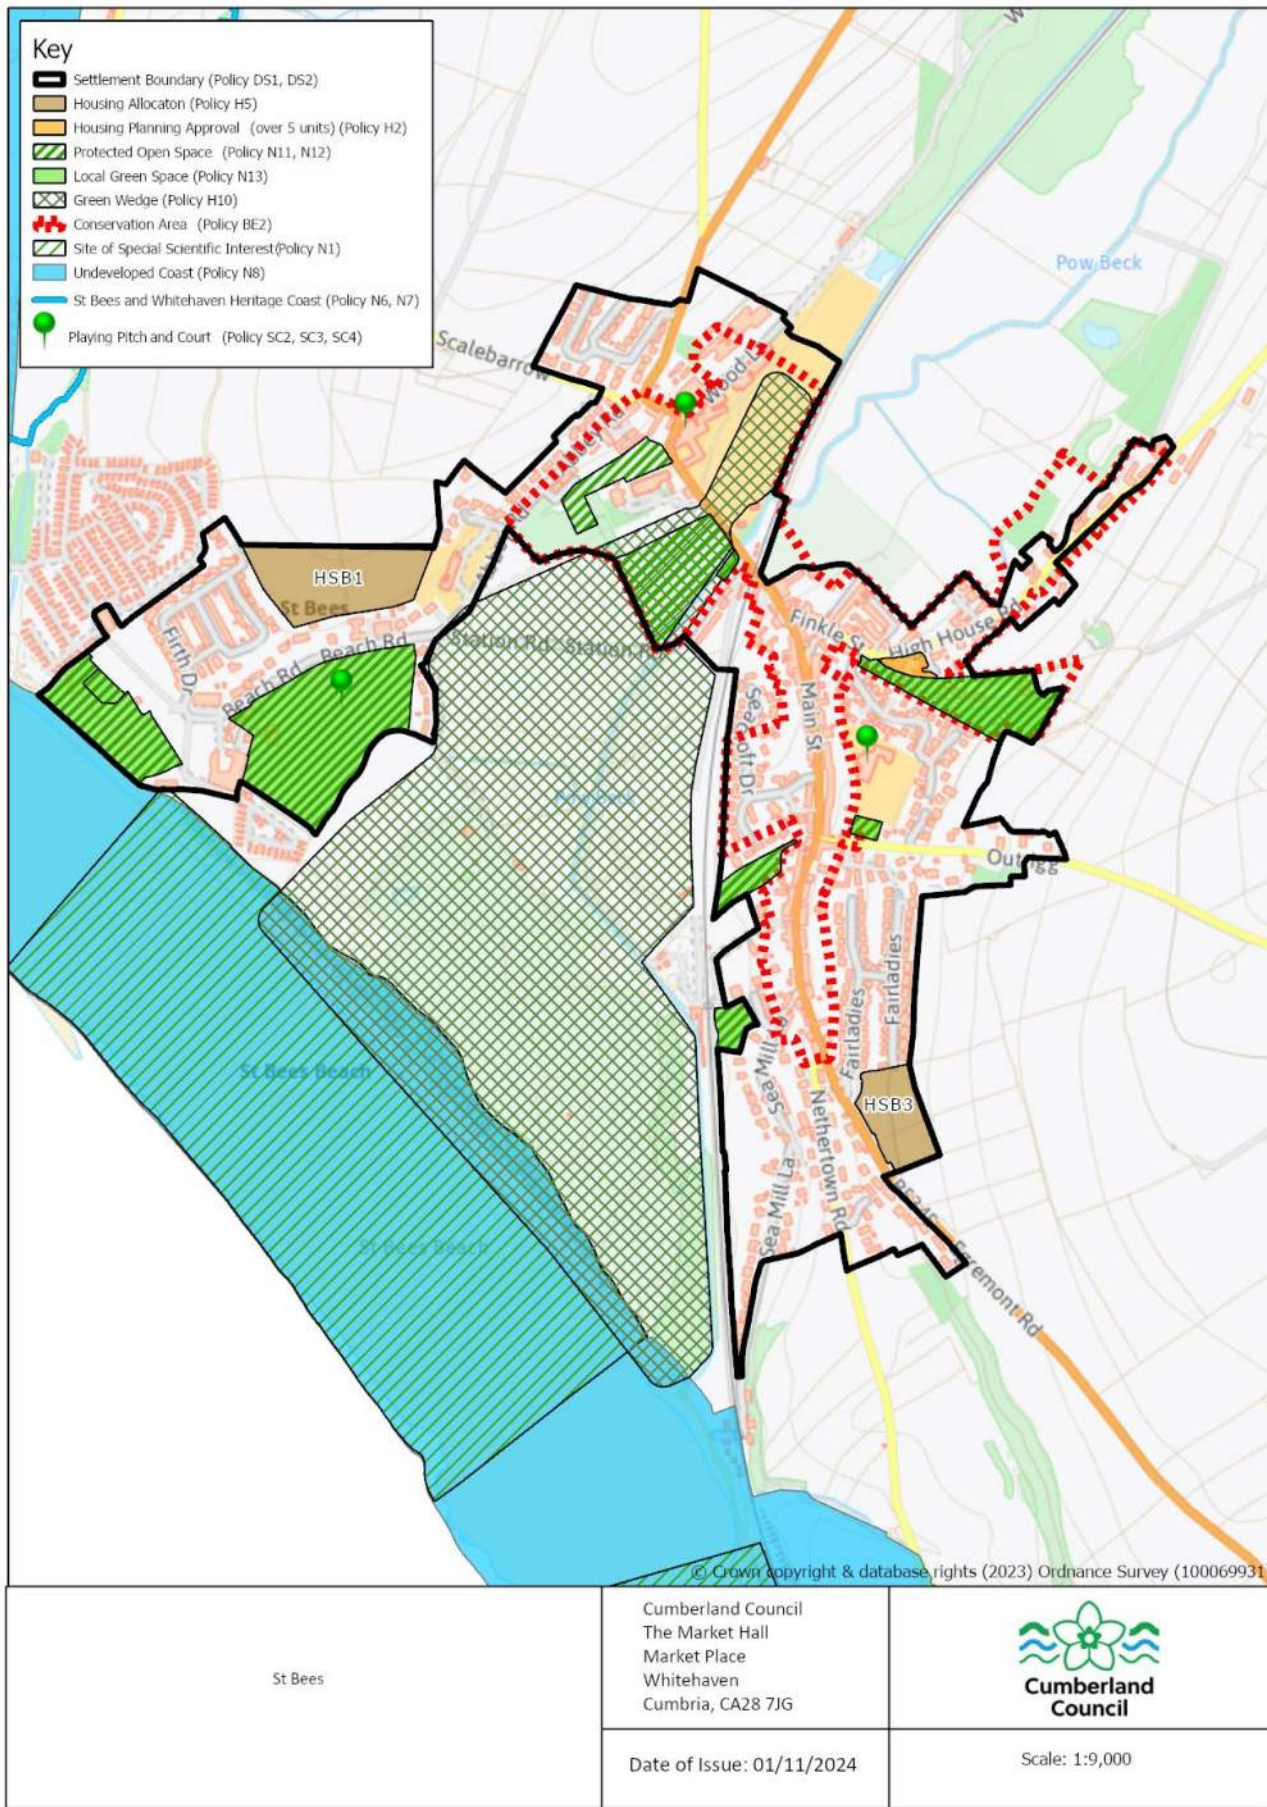 Key
Settlement Boundary (Policy DS1, DS2)
Housing Allocaton (Policy H5)
Housing Planning Approval (over 5 units) (Policy H2)
Protected Open Space (Policy N11, N12)
Local Green Space (Policy N13)
Green Wedge (Policy H10)
Conservation Area (Policy BE2)
Site of Special Scientific Interest(Policy N1)
Undeveloped Coast (Policy N8)
St Bees and Whitehaven Heritage Coast (Policy N6, N7)
Playing Pitch and Court (Policy SC2, SC3, SC4)
Pow Beck
Scalebarrow
Wood L
HSB1
St Bees
Station Rd
Station R
Beach Rd
Beach Rd
Firth Dr
Finkle St
High House Rd
Main St
Seacroft Dr
Outrigg
Fairladies
Fairladies
St Bees Beach
HSB3
Sea Mill La
Nethertown Rd
Sea Mill La
Egremont Rd
St Bees Beach
© Crown copyright & database rights (2023) Ordnance Survey (100069931
St Bees
Cumberland Council
The Market Hall
Market Place
Whitehaven
Cumbria, CA28 7JG
Cumberland
Council
Date of Issue: 01/11/2024
Scale: 1:9,000